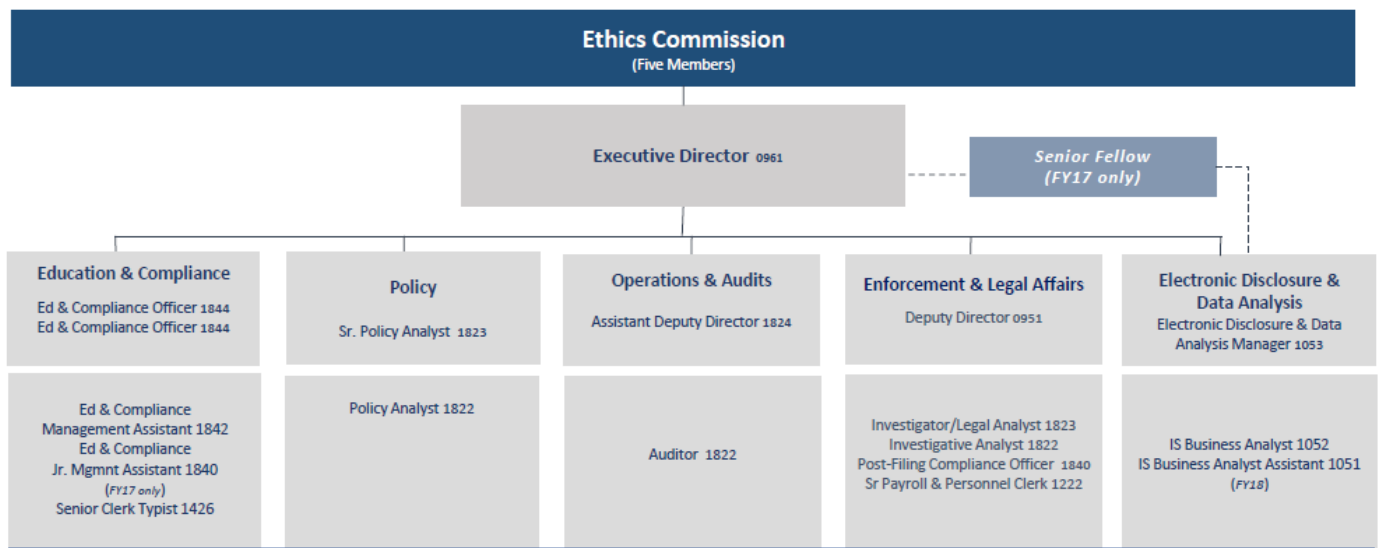 Ethics Commission
(Five Members)
Executive Director 0961
Senior Fellow
(FY17 only)
Education & Compliance
Ed & Compliance Officer 1844
Ed & Compliance Officer 1844
Policy
Sr. Policy Analyst 1823
Operations & Audits
Assistant Deputy Director 1824
Enforcement & Legal Affairs
Deputy Director 0951
Electronic Disclosure &
Data Analysis
Electronic Disclosure & Data
Analysis Manager 1053
Ed & Compliance
Management Assistant 1842
Ed & Compliance
Jr. Mgmnt Assistant 1840
(FY17 only)
Senior Clerk Typist 1426
Policy Analyst 1822
Auditor 1822
Investigator/Legal Analyst 1823
Investigative Analyst 1822
Post-Filing Compliance Officer 1840
Sr Payroll & Personnel Clerk 1222
IS Business Analyst 1052
IS Business Analyst Assistant 1051
(FY18)